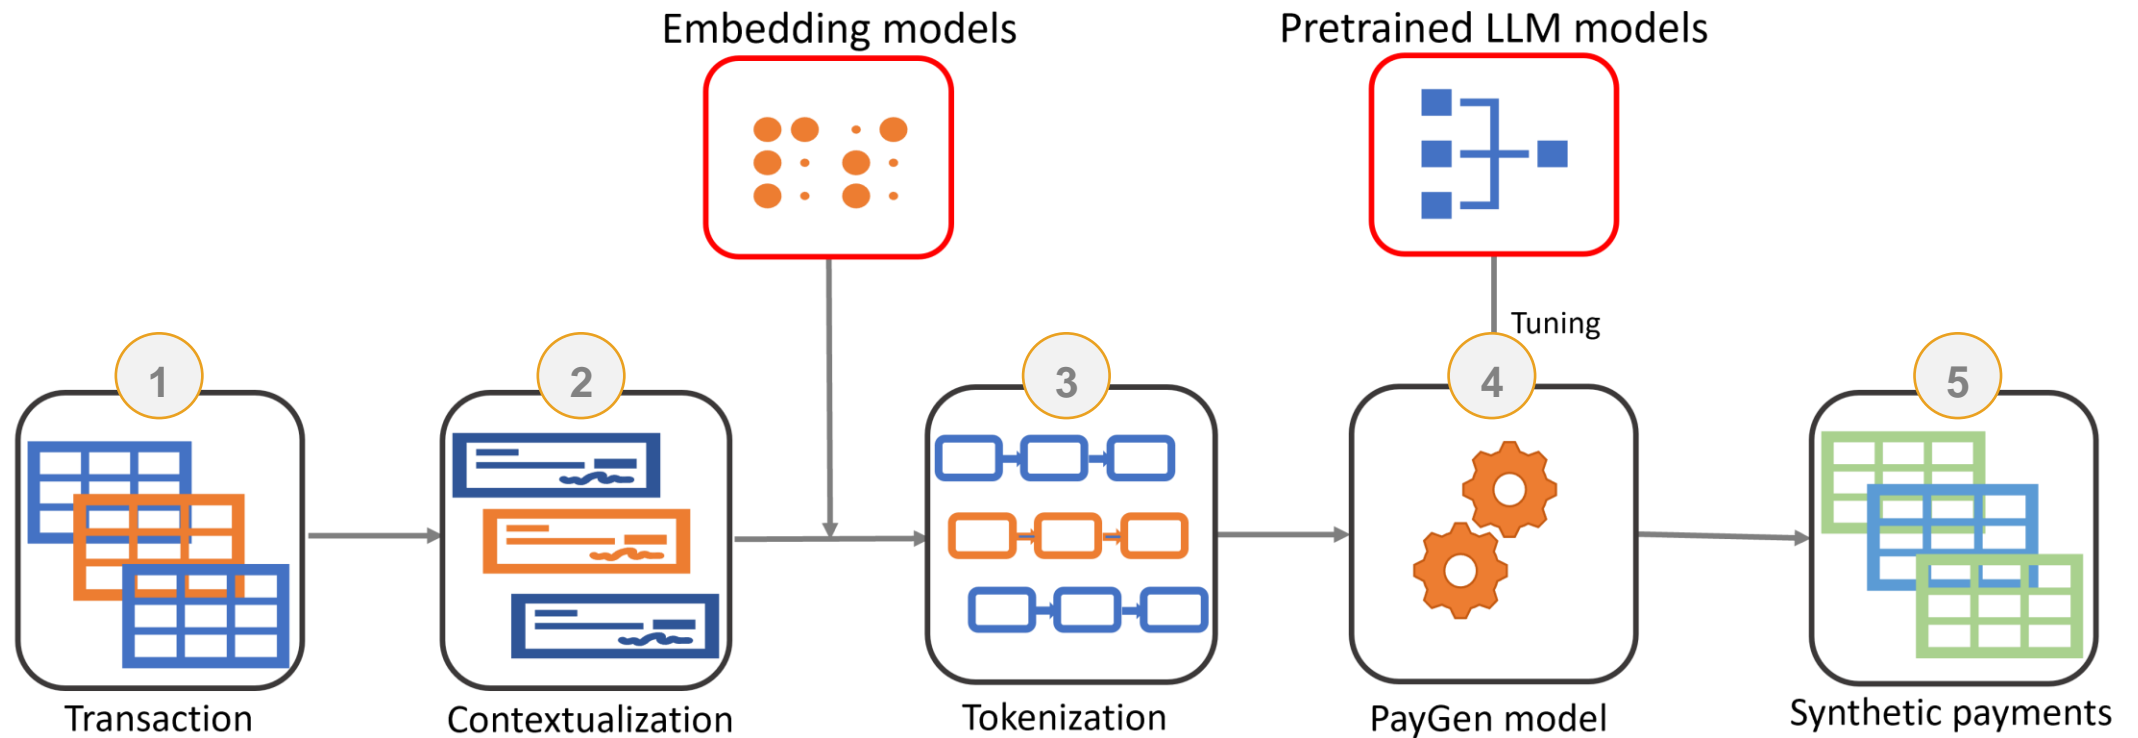 Embedding models
Pretrained LLM models
Tuning
1
2
3
4
5
Transaction
Contextualization
Tokenization
PayGen model
Synthetic payments